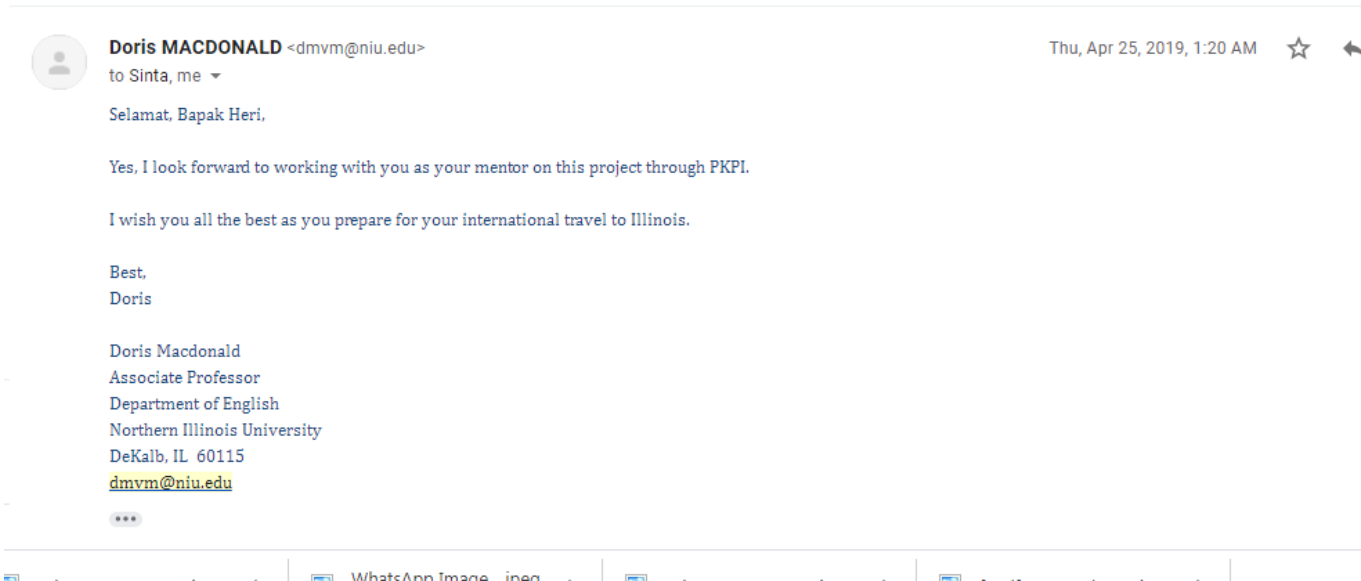 Doris MACDONALD <dmvm@niu.edu> Thu, Apr 25, 2019, 1:20 AM
to Sinta, me
Selamat, Bapak Heri,
Yes, I look forward to working with you as your mentor on this project through PKPI.
I wish you all the best as you prepare for your international travel to Illinois.
Best,
Doris
Doris Macdonald
Associate Professor
Department of English
Northern Illinois University
DeKalb, IL 60115
dmvm@niu.edu
WhatsApp Image